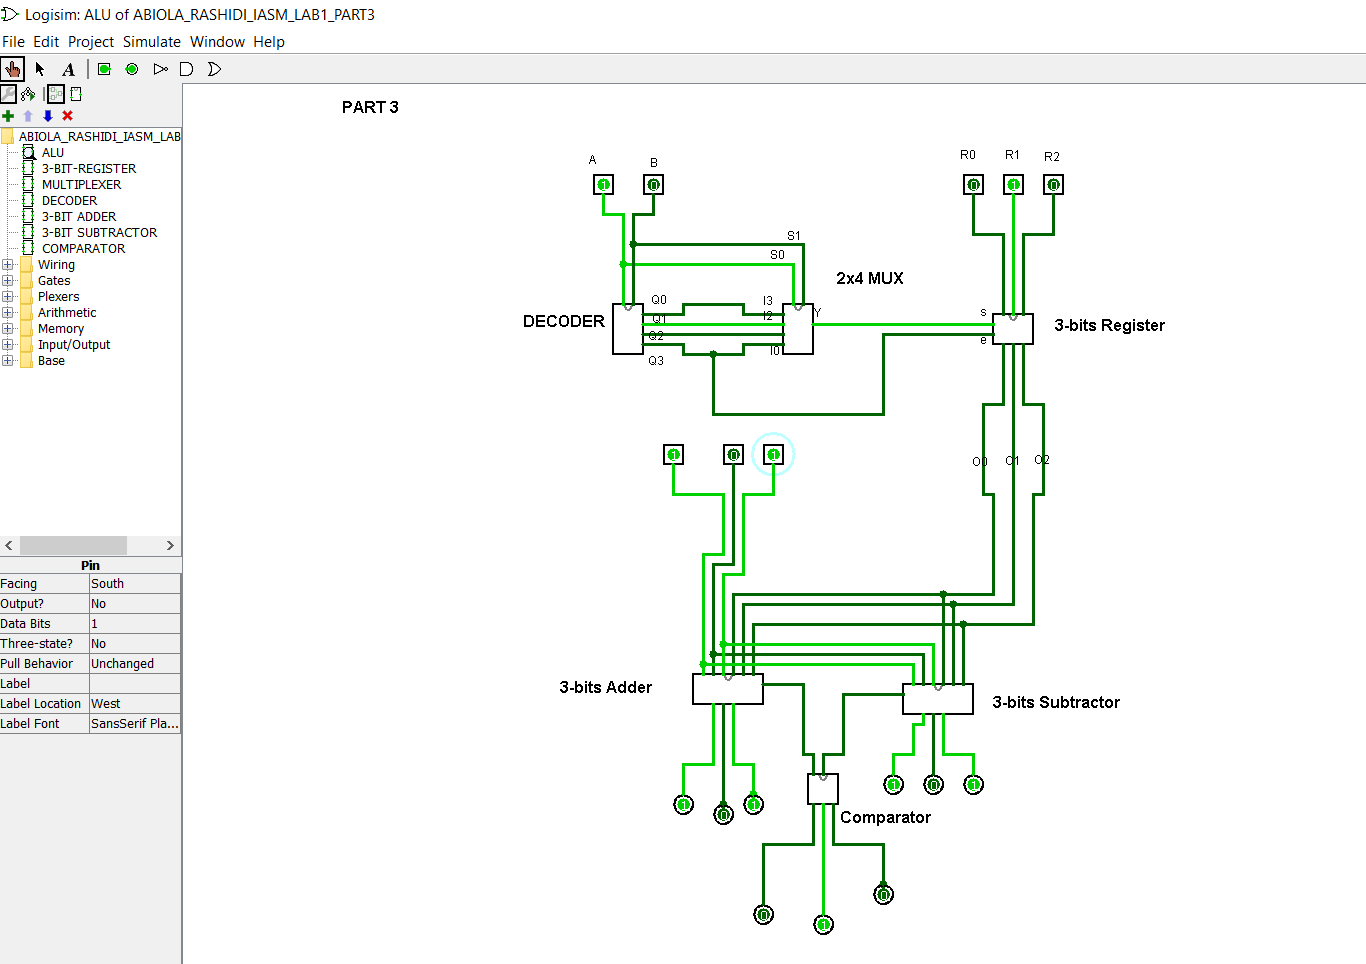 Logisim: ALU of ABIOLA_RASHIDI_IASM_LAB1_PART3
File Edit Project Simulate Window Help
A
ABIOLA_RASHIDI_IASM_LAB
ALU
3-BIT-REGISTER
MULTIPLEXER
DECODER
3-BIT ADDER
3-BIT SUBTRACTOR
COMPARATOR
Wiring
Gates
Plexers
Arithmetic
Memory
Input/Output
Base
Pin
Facing South
Output? No
Data Bits 1
Three-state? No
Pull Behavior Unchanged
Label
Label Location West
Label Font SansSerif Pla...
PART 3
A B R0 R1 R2
1 0 0 1 0
S1
S0
2x4 MUX
DECODER
Q0
Q1
Q2
Q3
I3
I2
I0
Y
s
e
3-bits Register
1 0 1
O0 O1 O2
3-bits Adder
3-bits Subtractor
1 0 1
1 0 1
Comparator
0 1 0